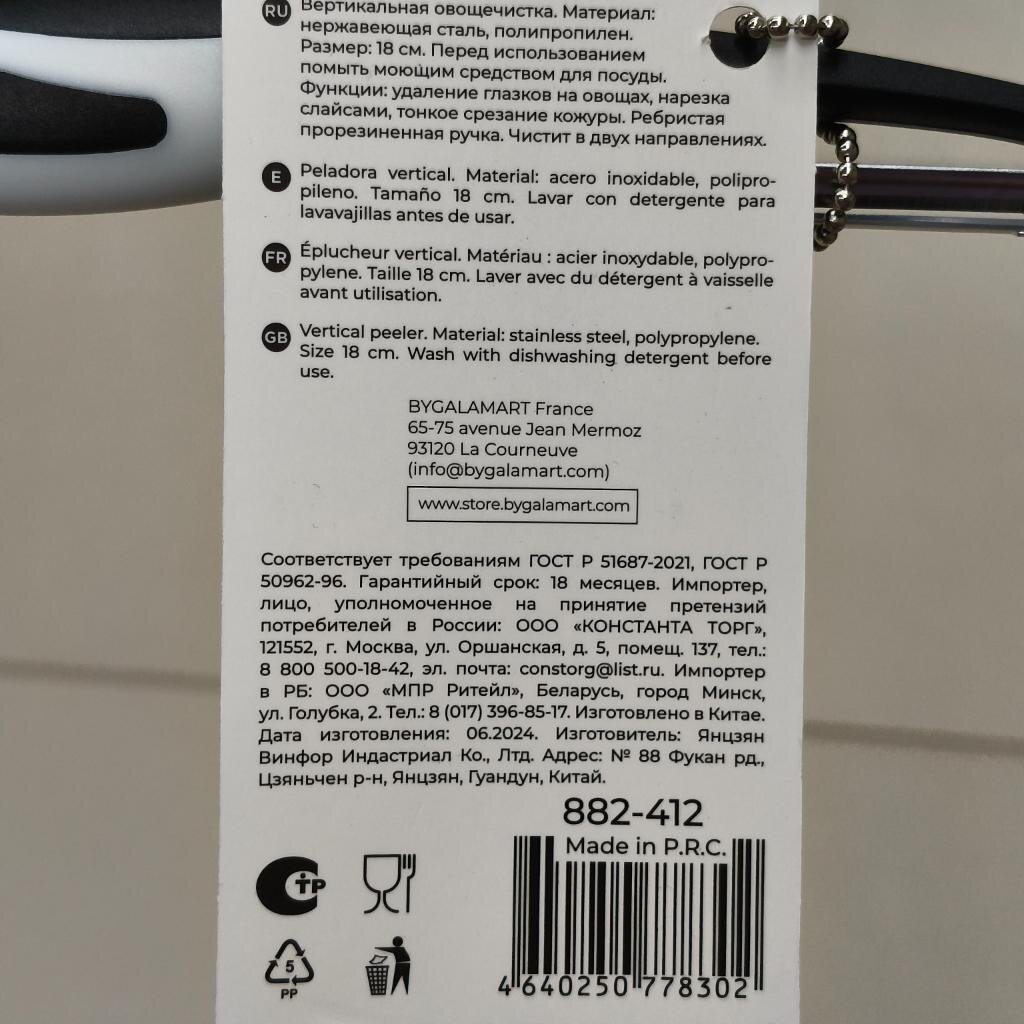 RU Вертикальная овощечистка. Материал:
нержавеющая сталь, полипропилен.
Размер: 18 см. Перед использованием
помыть моющим средством для посуды.
Функции: удаление глазков на овощах, нарезка
слайсами, тонкое срезание кожуры. Ребристая
прорезиненная ручка. Чистит в двух направлениях.
E Peladora vertical. Material: acero inoxidable, polipro-
pileno. Tamaño 18 cm. Lavar con detergente para
lavavajillas antes de usar.
FR Éplucheur vertical. Matériau : acier inoxydable, polypro-
pylene. Taille 18 cm. Laver avec du détergent à vaisselle
avant utilisation.
GB Vertical peeler. Material: stainless steel, polypropylene.
Size 18 cm. Wash with dishwashing detergent before
use.
BYGALAMART France
65-75 avenue Jean Mermoz
93120 La Courneuve
(info@bygalamart.com)
www.store.bygalamart.com
Соответствует требованиям ГОСТ Р 51687-2021, ГОСТ Р
50962-96. Гарантийный срок: 18 месяцев. Импортер,
лицо, уполномоченное на принятие претензий
потребителей в России: ООО «КОНСТАНТА ТОРГ»,
121552, г. Москва, ул. Оршанская, д. 5, помещ. 137, тел.:
8 800 500-18-42, эл. почта: constorg@list.ru. Импортер
в РБ: ООО «МПР Ритейл», Беларусь, город Минск,
ул. Голубка, 2. Тел.: 8 (017) 396-85-17. Изготовлено в Китае.
Дата изготовления: 06.2024. Изготовитель: Янцзян
Винфор Индастриал Ко., Лтд. Адрес: № 88 Фукан рд.,
Цзяньчен р-н, Янцзян, Гуандун, Китай.
882-412
Made in P.R.C.
СТР
5
PP
4 640250 778302